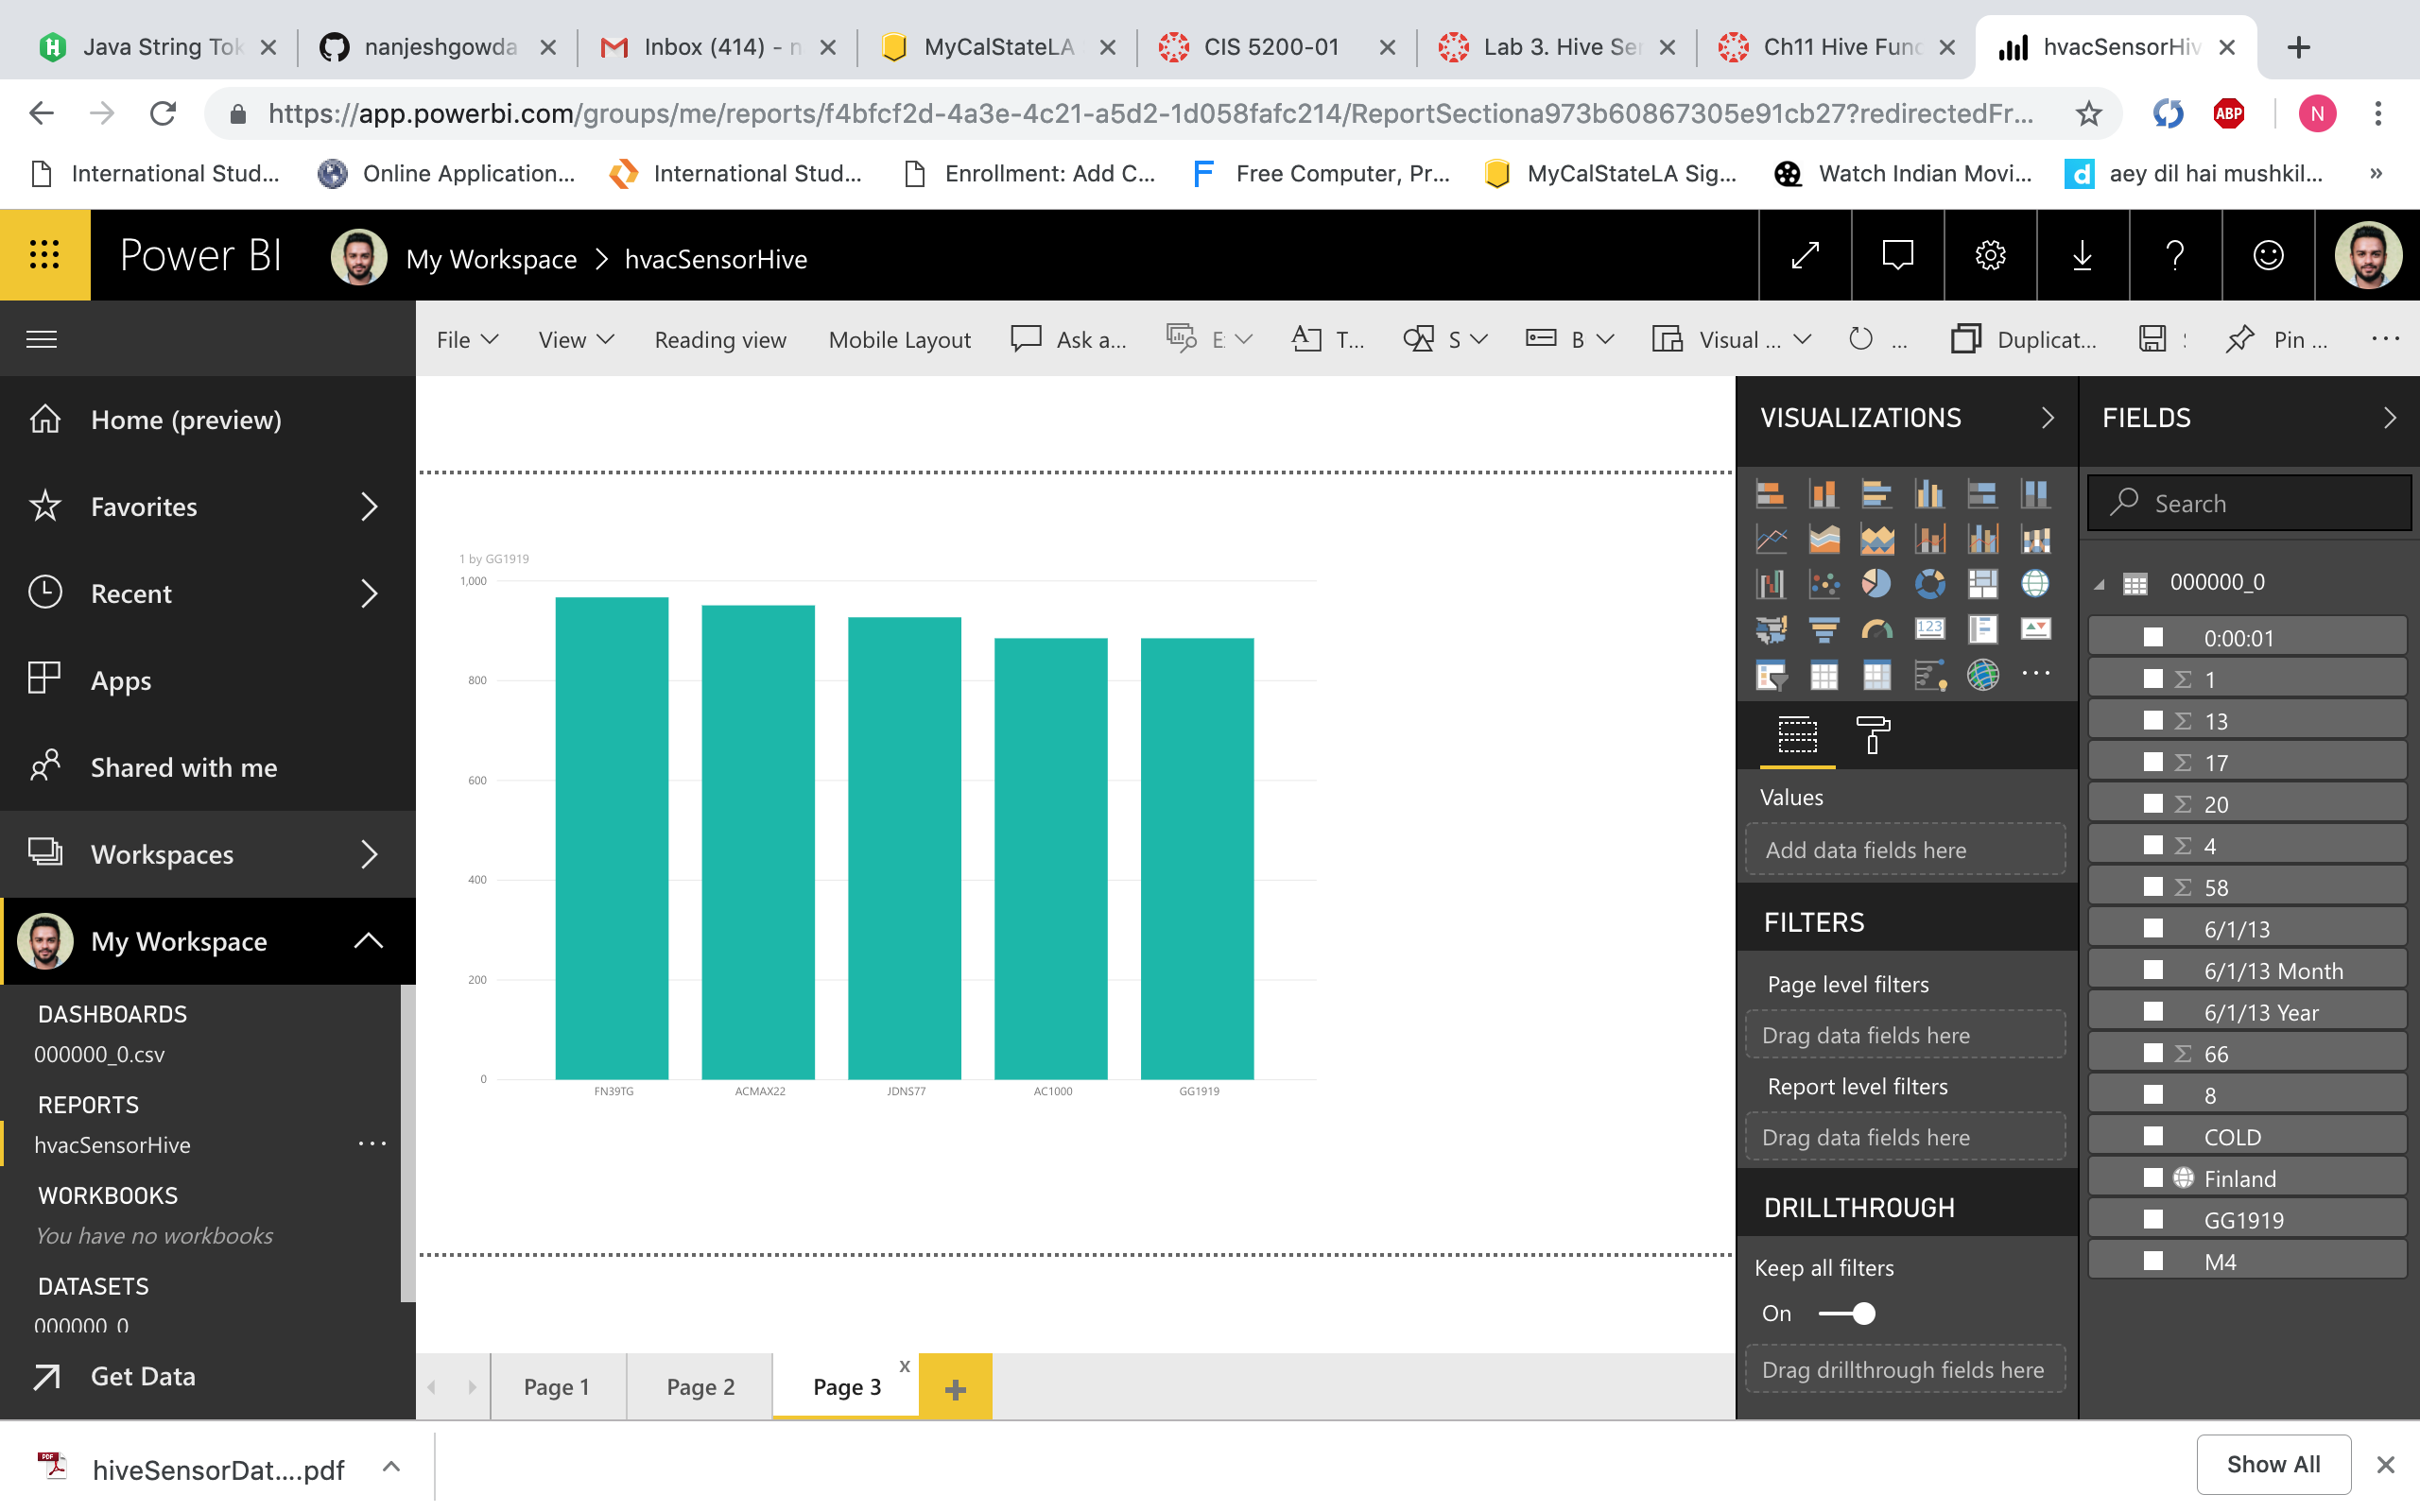 Java String Tok
nanjeshgowda
Inbox (414) - n
MyCalStateLA
CIS 5200-01
Lab 3. Hive Ser
Ch11 Hive Func
hvacSensorHiv
https://app.powerbi.com/groups/me/reports/f4bfcf2d-4a3e-4c21-a5d2-1d058fafc214/ReportSectiona973b60867305e91cb27?redirectedFr...
ABP
N
International Stud...
Online Application...
International Stud...
Enrollment: Add C...
Free Computer, Pr...
MyCalStateLA Sig...
Watch Indian Movi...
aey dil hai mushkil...
»
Power BI
My Workspace > hvacSensorHive
File
View
Reading view
Mobile Layout
Ask a...
E
T...
S
B
Visual ...
...
Duplicat...
Pin ...
Home (preview)
Favorites
Recent
Apps
Shared with me
Workspaces
My Workspace
DASHBOARDS
000000_0.csv
REPORTS
hvacSensorHive
WORKBOOKS
You have no workbooks
DATASETS
000000_0
Get Data
1 by GG1919
1,000
800
600
400
200
0
FN39TG
ACMAX22
JDNS77
AC1000
GG1919
Page 1
Page 2
Page 3
x
+
VISUALIZATIONS
123
Values
Add data fields here
FILTERS
Page level filters
Drag data fields here
Report level filters
Drag data fields here
DRILLTHROUGH
Keep all filters
On
Drag drillthrough fields here
FIELDS
Search
000000_0
0:00:01
Σ 1
Σ 13
Σ 17
Σ 20
Σ 4
Σ 58
6/1/13
6/1/13 Month
6/1/13 Year
Σ 66
8
COLD
Finland
GG1919
M4
PDF
hiveSensorDat....pdf
Show All